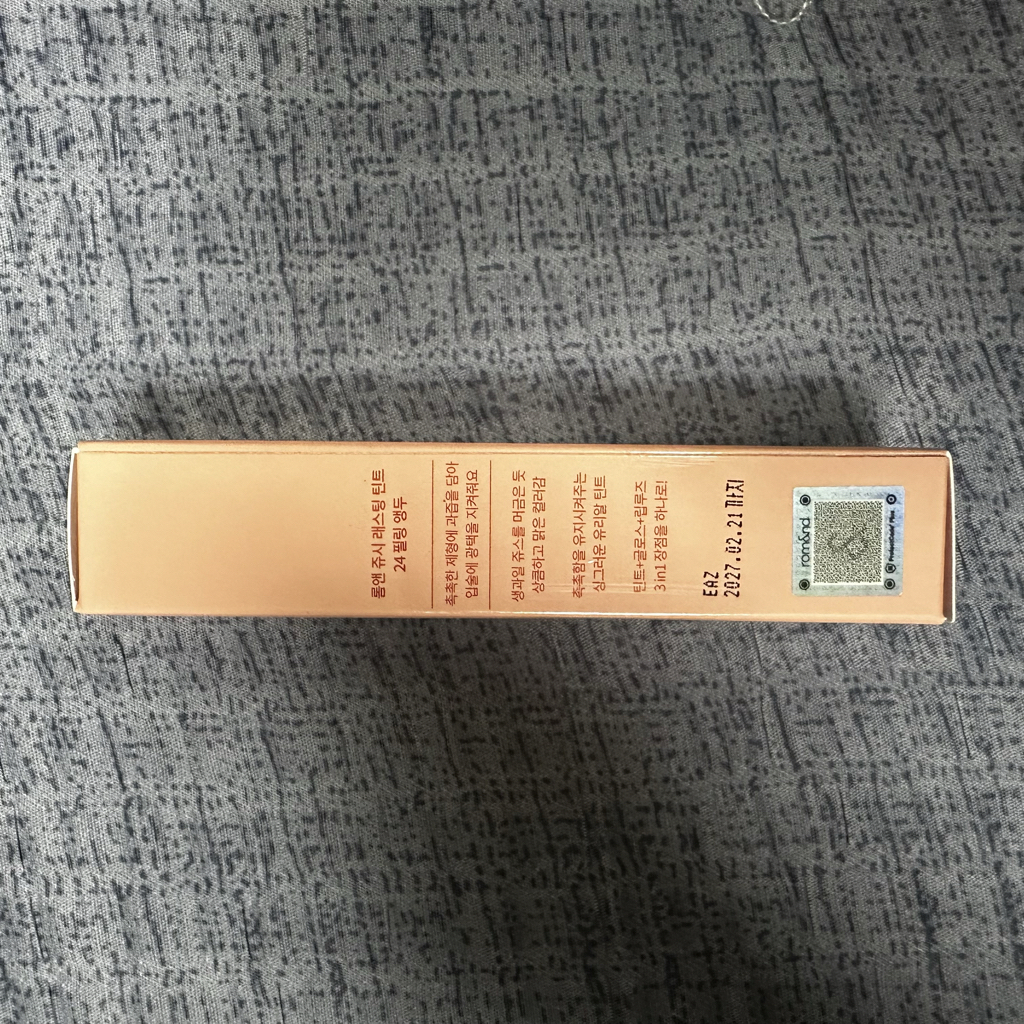 롬앤 쥬시 래스팅 틴트
24 필링 앵두
촉촉한 제형에 과즙을 담아
입술에 광택을 지켜줘요
생과일 쥬스를 머금은 듯
상큼하고 맑은 컬러감
촉촉함을 유지시켜주는
싱그러운 유리알 틴트
틴트+글로스+립루즈
3in1 장점을 하나로!
EAZ
2027.02.21 까지
rom&nd